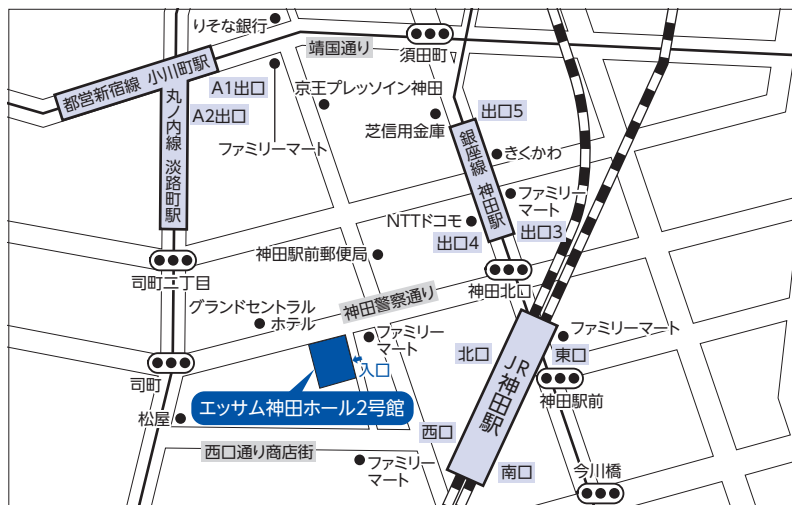 りそな銀行
靖国通り
須田町
都営新宿線 小川町駅
A1出口
A2出口
丸ノ内線 淡路町駅
ファミリーマート
京王プレッソイン神田
芝信用金庫
出口5
銀座線 神田駅
きくかわ
ファミリー
マート
NTTドコモ
出口4
出口3
神田駅前郵便局
神田北口
司町二丁目
グランドセントラル
ホテル
神田警察通り
ファミリー
マート
入口
北口
JR神田駅
ファミリーマート
東口
神田駅前
司町
エッサム神田ホール2号館
松屋
西口
西口通り商店街
ファミリー
マート
南口
今川橋